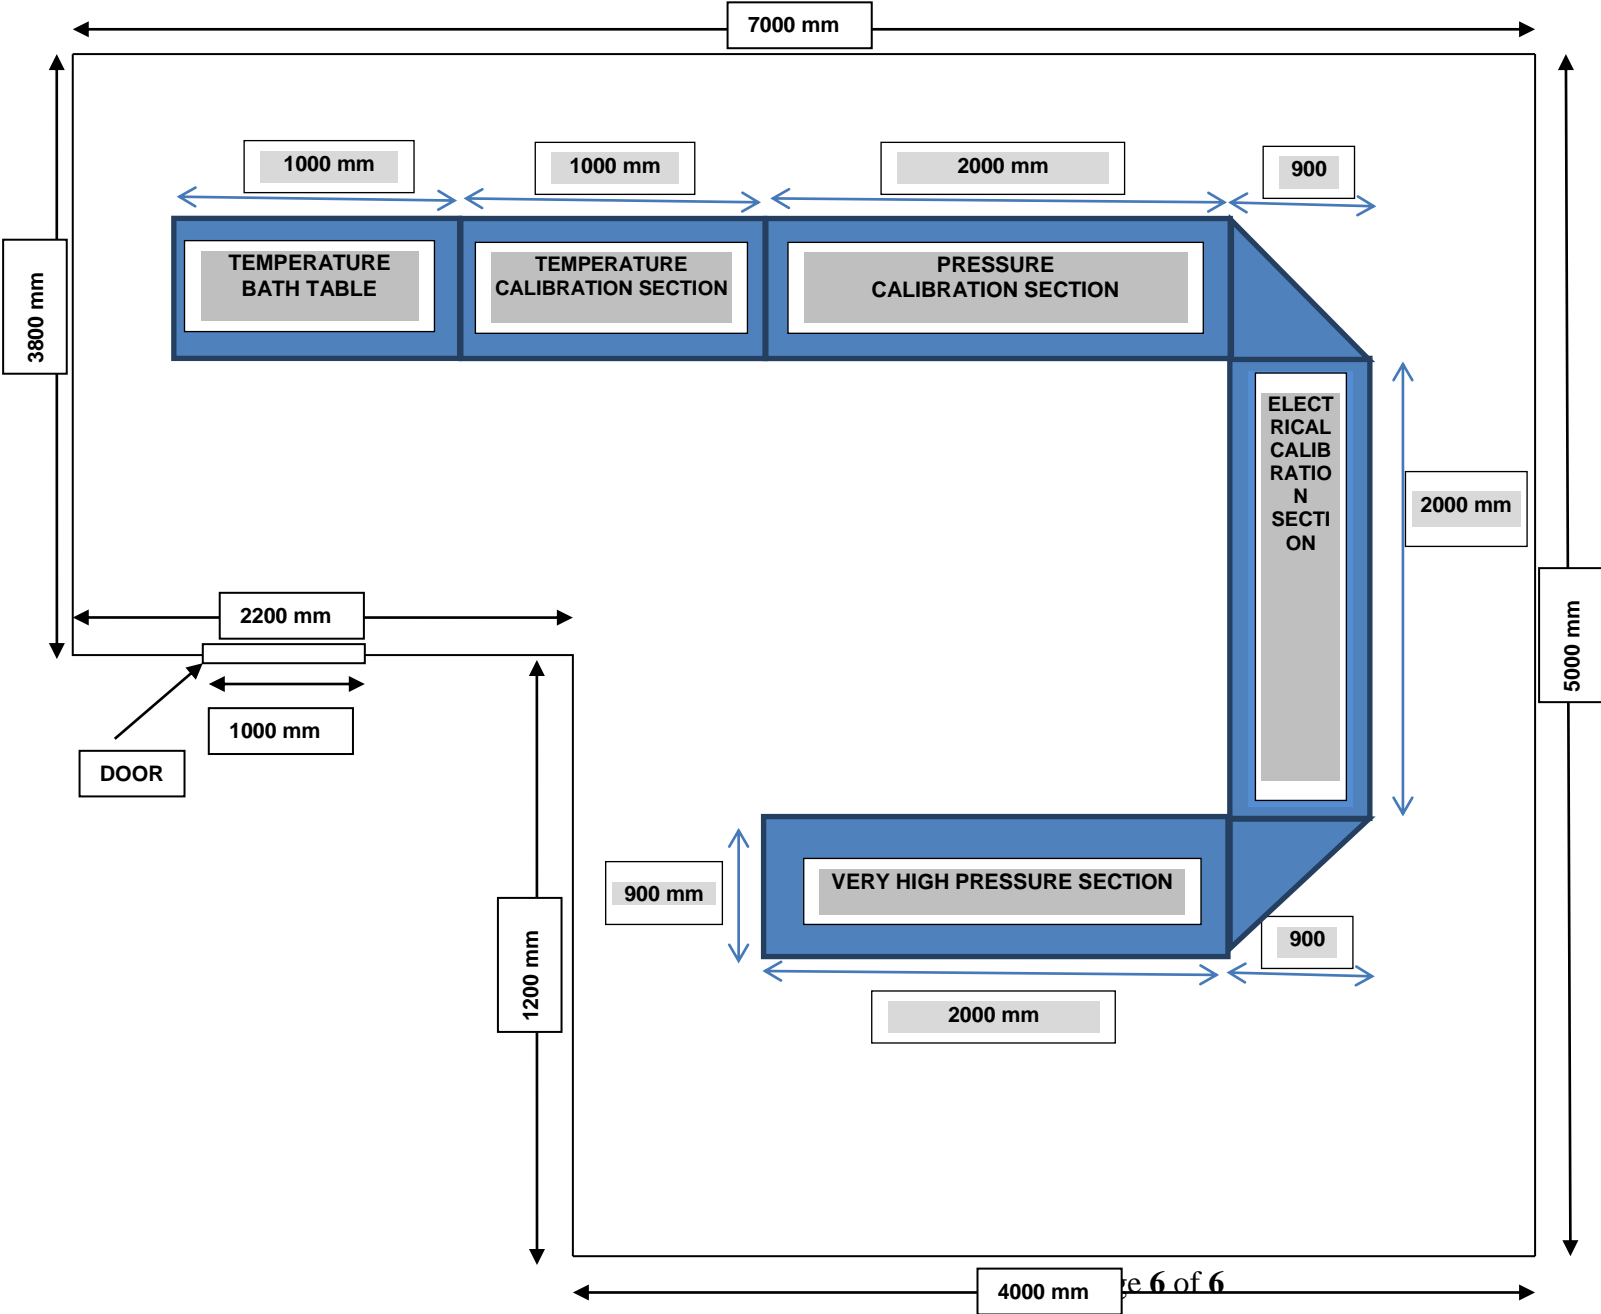 7000 mm
1000 mm
1000 mm
2000 mm
900
TEMPERATURE
BATH TABLE
TEMPERATURE
CALIBRATION SECTION
PRESSURE
CALIBRATION SECTION
3800 mm
ELECT
RICAL
CALIB
RATIO
N
SECTI
ON
2000 mm
2200 mm
5000 mm
1000 mm
DOOR
VERY HIGH PRESSURE SECTION
900 mm
900
1200 mm
2000 mm
4000 mm
e 6 of 6